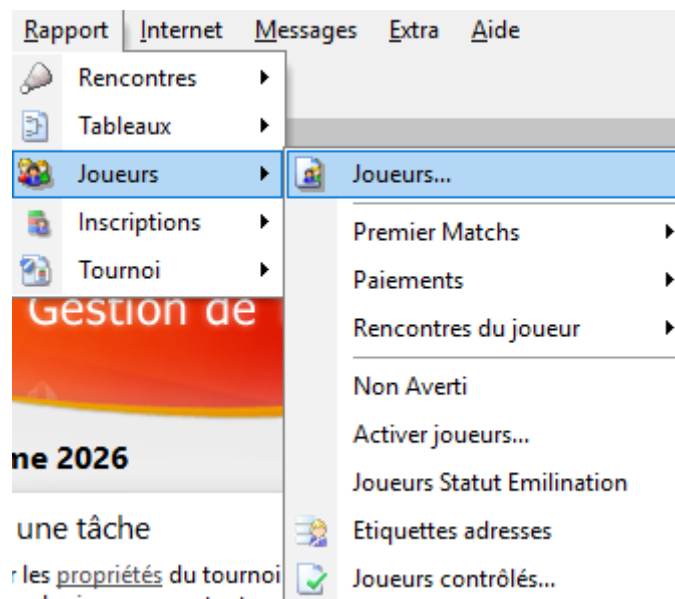 Rapport Internet Messages Extra Aide
Rencontres
Tableaux
Joueurs
Joueurs...
Inscriptions
Premier Matchs
Tournoi
Paiements
Gestion de
Rencontres du joueur
Non Averti
Activer joueurs...
2026
Joueurs Statut Emilination
une tâche
Etiquettes adresses
les propriétés du tournoi
Joueurs contrôlés...